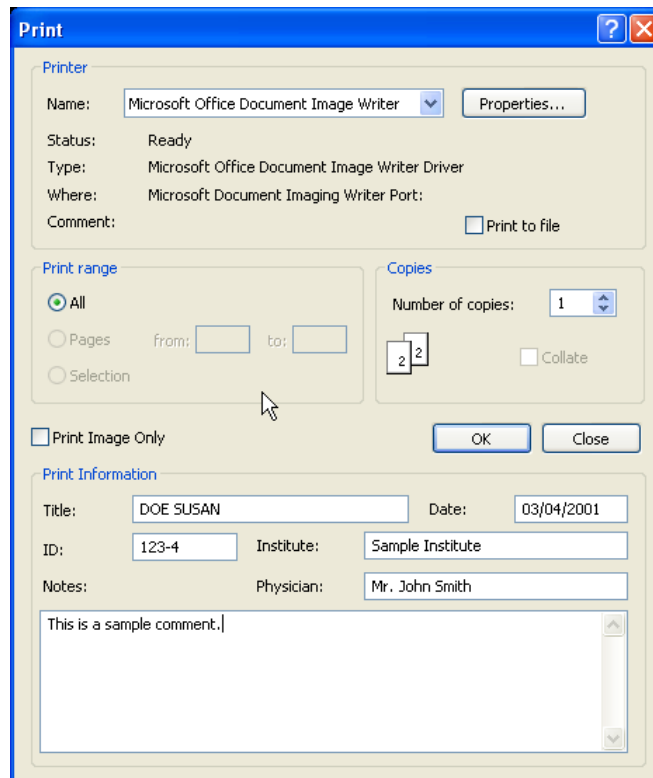 Print
Printer
Name: Microsoft Office Document Image Writer Properties...
Status: Ready
Type: Microsoft Office Document Image Writer Driver
Where: Microsoft Document Imaging Writer Port:
Comment: Print to file
Print range
All
Pages from: to:
Selection
Copies
Number of copies: 1
2 2
Collate
Print Image Only OK Close
Print Information
Title: DOE SUSAN Date: 03/04/2001
ID: 123-4 Institute: Sample Institute
Notes: Physician: Mr. John Smith
This is a sample comment.